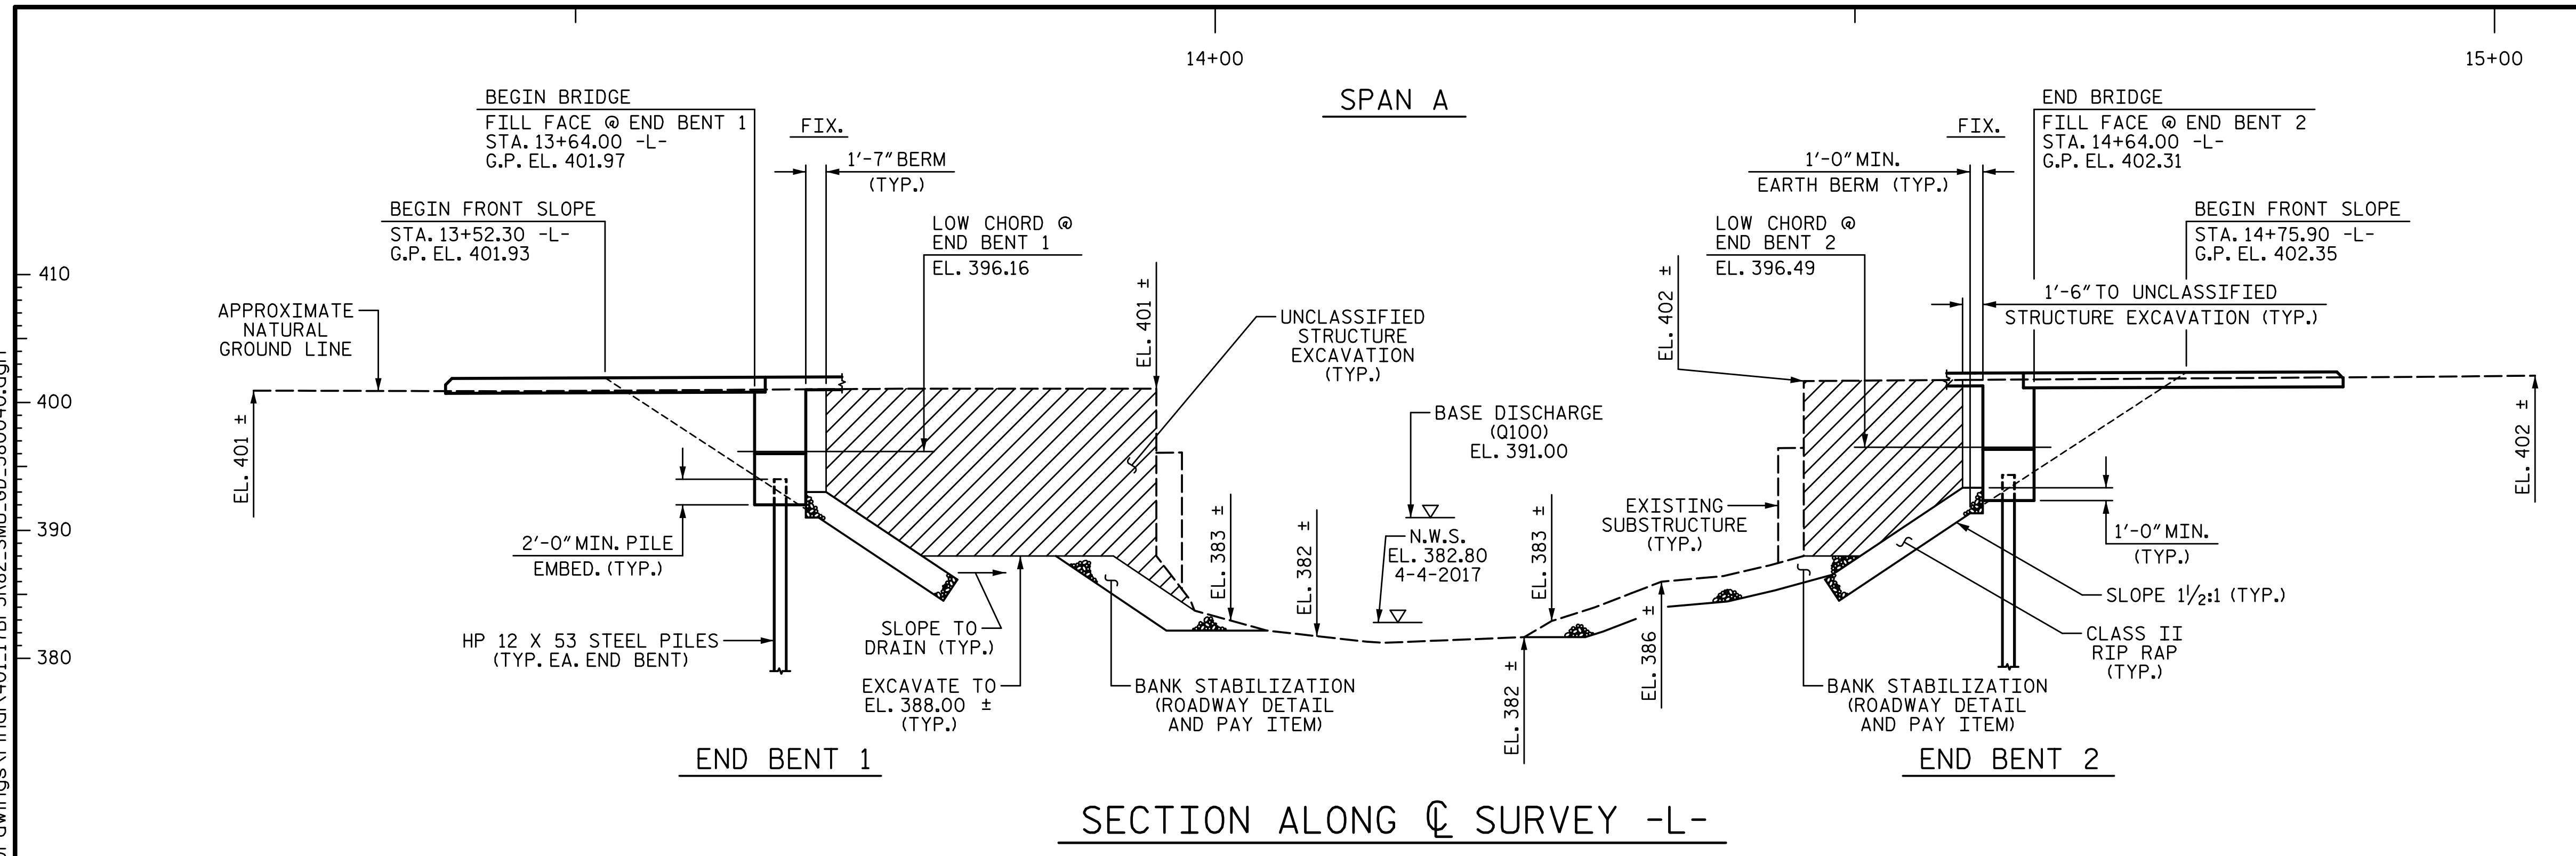 14+00
15+00
SPAN A
BEGIN BRIDGE
FILL FACE @ END BENT 1
STA. 13+64.00 -L-
G.P. EL. 401.97
FIX.
1'-7" BERM
(TYP.)
BEGIN FRONT SLOPE
STA. 13+52.30 -L-
G.P. EL. 401.93
LOW CHORD @
END BENT 1
EL. 396.16
EL. 401 ±
UNCLASSIFIED
STRUCTURE
EXCAVATION
(TYP.)
FIX.
1'-0" MIN.
EARTH BERM (TYP.)
END BRIDGE
FILL FACE @ END BENT 2
STA. 14+64.00 -L-
G.P. EL. 402.31
LOW CHORD @
END BENT 2
EL. 396.49
EL. 402 ±
BEGIN FRONT SLOPE
STA. 14+75.90 -L-
G.P. EL. 402.35
1'-6" TO UNCLASSIFIED
STRUCTURE EXCAVATION (TYP.)
410
400
390
380
APPROXIMATE
NATURAL
GROUND LINE
EL. 401 ±
BASE DISCHARGE
(Q100)
EL. 391.00
N.W.S.
EL. 382.80
4-4-2017
EXISTING
SUBSTRUCTURE
(TYP.)
EL. 402 ±
2'-0" MIN. PILE
EMBED. (TYP.)
EL. 383 ±
EL. 382 ±
EL. 383 ±
1'-0" MIN.
(TYP.)
SLOPE 1½:1 (TYP.)
HP 12 X 53 STEEL PILES
(TYP. EA. END BENT)
SLOPE TO
DRAIN (TYP.)
CLASS II
RIP RAP
(TYP.)
EXCAVATE TO
EL. 388.00 ±
(TYP.)
BANK STABILIZATION
(ROADWAY DETAIL
AND PAY ITEM)
EL. 382 ±
EL. 386 ±
BANK STABILIZATION
(ROADWAY DETAIL
AND PAY ITEM)
END BENT 1
END BENT 2
SECTION ALONG ℄ SURVEY -L-